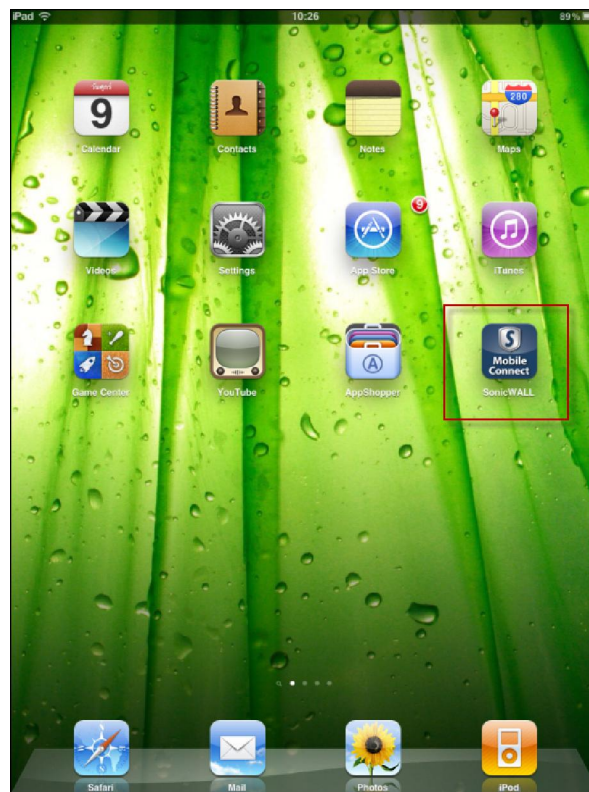 iPad 10:26 89%
9
Calendar
Contacts
Notes
280
Maps
Videos
Settings
9
App Store
iTunes
Game Center
YouTube
AppShopper
S
Mobile
Connect
SonicWALL
Safari
Mail
Photos
iPod